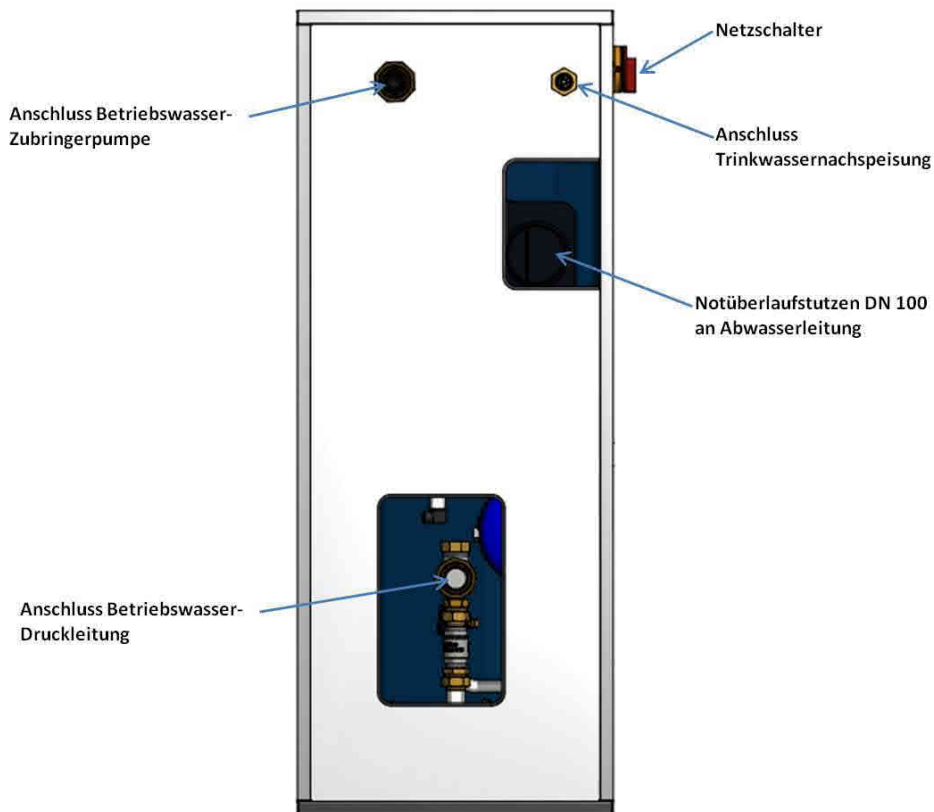 Netzschalter
Anschluss Betriebswasser-
Zubringerpumpe
Anschluss
Trinkwassernachspeisung
Notüberlaufstutzen DN 100
an Abwasserleitung
Anschluss Betriebswasser-
Druckleitung